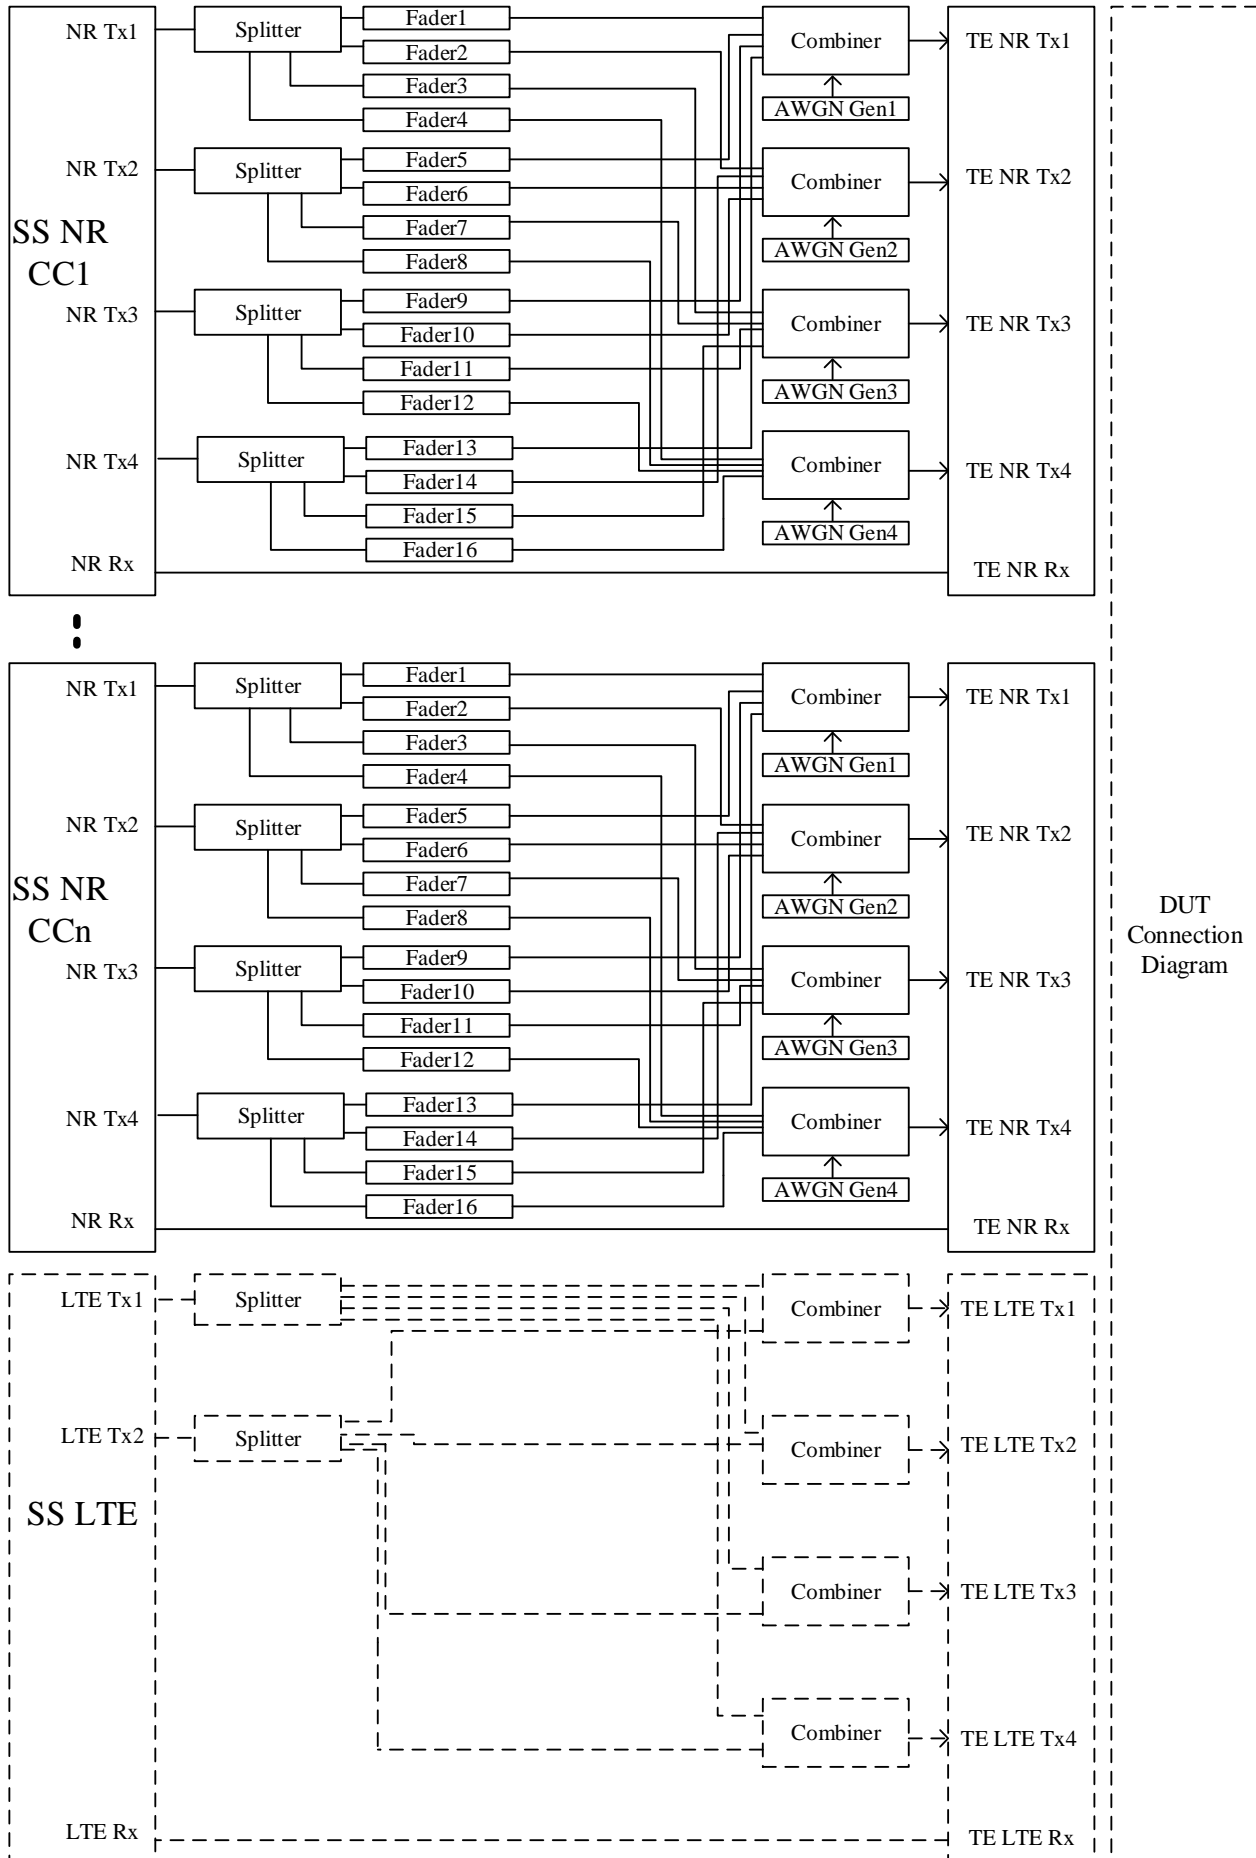 NR Tx1
Splitter
Fader1
Fader2
Fader3
Fader4
Combiner
AWGN Gen1
TE NR Tx1
NR Tx2
Splitter
Fader5
Fader6
Fader7
Fader8
Combiner
AWGN Gen2
TE NR Tx2
SS NR
CC1
NR Tx3
Splitter
Fader9
Fader10
Fader11
Fader12
Combiner
AWGN Gen3
TE NR Tx3
NR Tx4
Splitter
Fader13
Fader14
Fader15
Fader16
Combiner
AWGN Gen4
TE NR Tx4
NR Rx
TE NR Rx
NR Tx1
Splitter
Fader1
Fader2
Fader3
Fader4
Combiner
AWGN Gen1
TE NR Tx1
NR Tx2
Splitter
Fader5
Fader6
Fader7
Fader8
Combiner
AWGN Gen2
TE NR Tx2
SS NR
CCn
NR Tx3
Splitter
Fader9
Fader10
Fader11
Fader12
Combiner
AWGN Gen3
TE NR Tx3
NR Tx4
Splitter
Fader13
Fader14
Fader15
Fader16
Combiner
AWGN Gen4
TE NR Tx4
NR Rx
TE NR Rx
DUT
Connection
Diagram
LTE Tx1
Splitter
Combiner
TE LTE Tx1
LTE Tx2
Splitter
Combiner
TE LTE Tx2
SS LTE
Combiner
TE LTE Tx3
Combiner
TE LTE Tx4
LTE Rx
TE LTE Rx